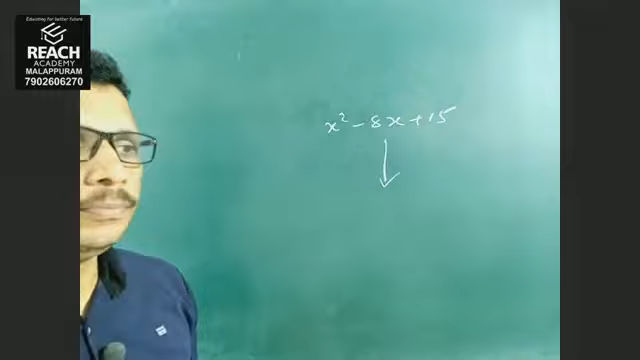 Educating for better future
REACH
ACADEMY
MALAPPURAM
7902606270
x² - 8x + 15